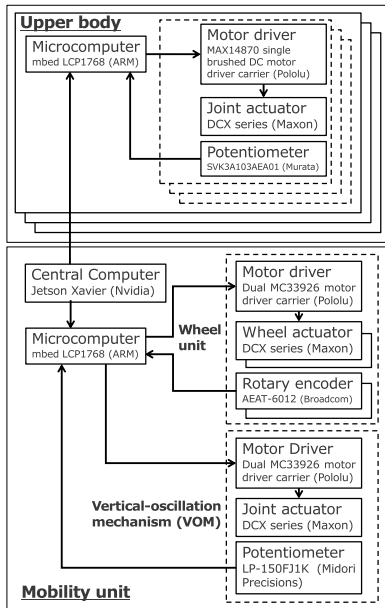 Upper body
Microcomputer
mbed LCP1768 (ARM)
Motor driver
MAX14870 single
brushed DC motor
driver carrier (Pololu)
Joint actuator
DCX series (Maxon)
Potentiometer
SVK3A103AEA01 (Murata)
Central Computer
Jetson Xavier (Nvidia)
Microcomputer
mbed LCP1768 (ARM)
Wheel
unit
Motor driver
Dual MC33926 motor
driver carrier (Pololu)
Wheel actuator
DCX series (Maxon)
Rotary encoder
AEAT-6012 (Broadcom)
Vertical-oscillation
mechanism (VOM)
Motor Driver
Dual MC33926 motor
driver carrier (Pololu)
Joint actuator
DCX series (Maxon)
Potentiometer
LP-150FJ1K (Midori
Precisions)
Mobility unit